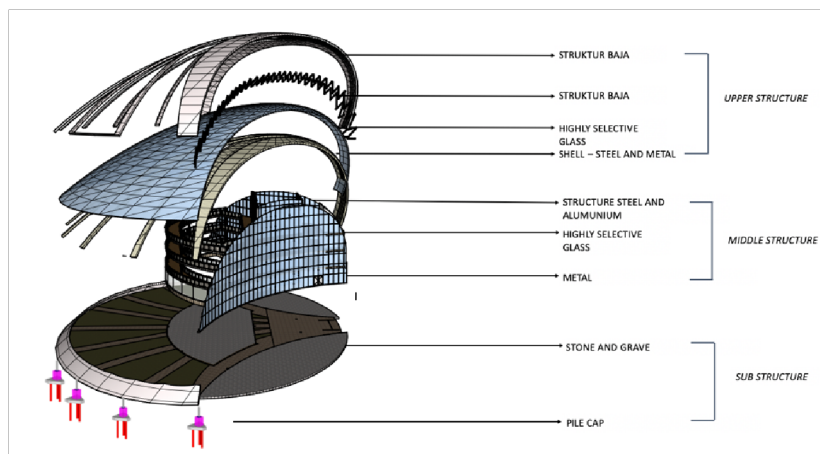 STRUKTUR BAJA
STRUKTUR BAJA
HIGHLY SELECTIVE
GLASS
SHELL – STEEL AND METAL
UPPER STRUCTURE
STRUCTURE STEEL AND
ALUMUNIUM
HIGHLY SELECTIVE
GLASS
METAL
MIDDLE STRUCTURE
STONE AND GRAVE
PILE CAP
SUB STRUCTURE